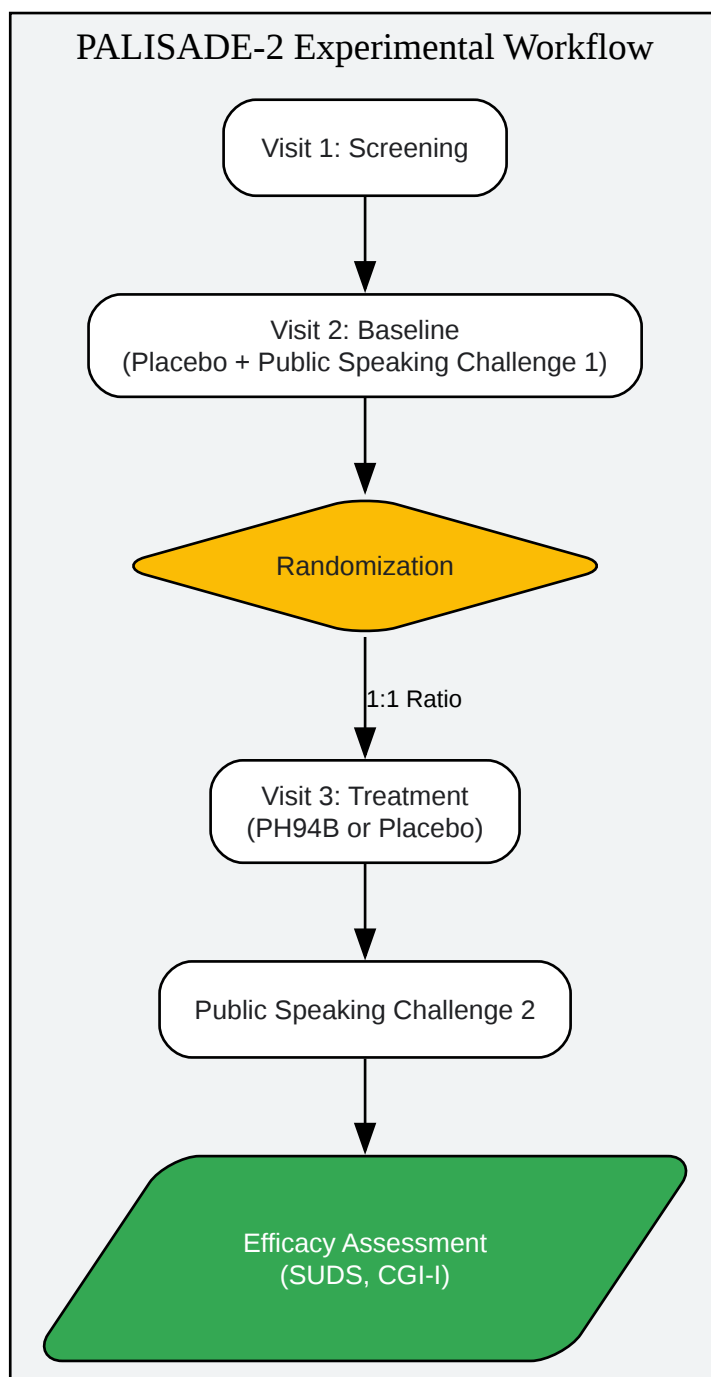 PALISADE-2 Experimental Workflow
Visit 1: Screening
Visit 2: Baseline
(Placebo + Public Speaking Challenge 1)
Randomization
1:1 Ratio
Visit 3: Treatment
(PH94B or Placebo)
Public Speaking Challenge 2
Efficacy Assessment
(SUDS, CGI-I)